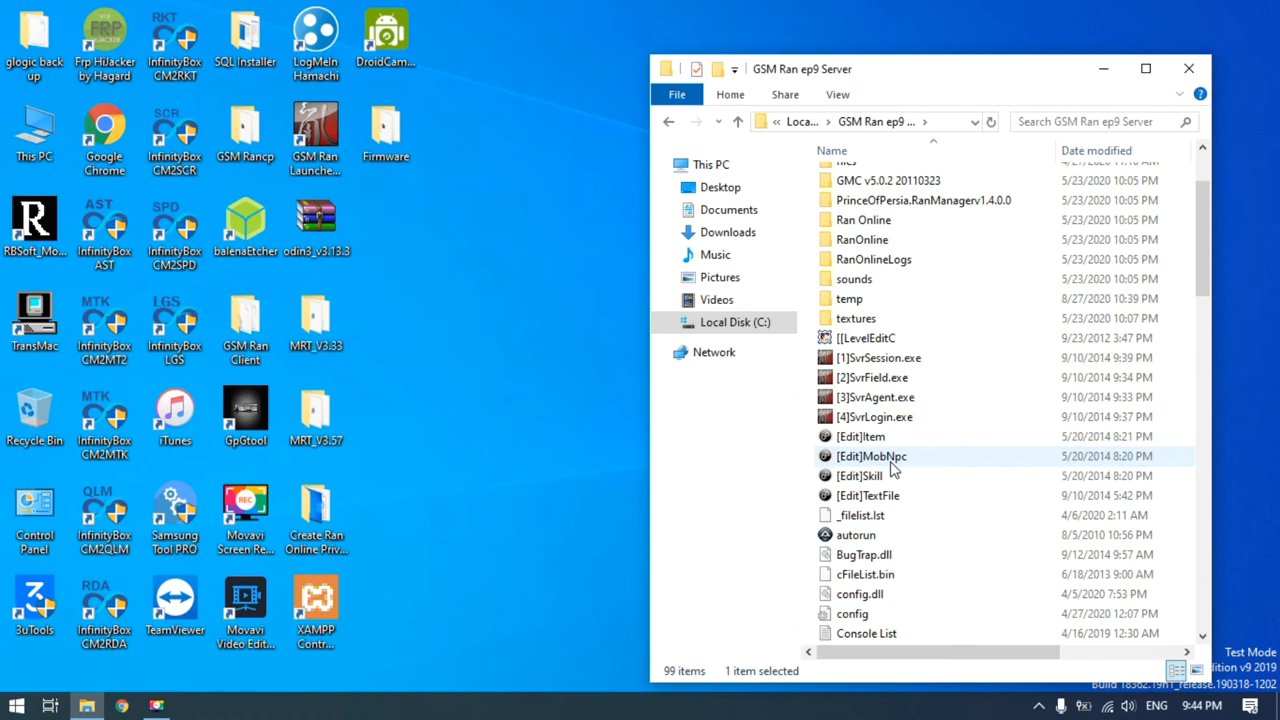 glogic back up
Frp HiJacker by Hagard
InfinityBox CM2RKT
SQL Installer
LogMeIn Hamachi
DroidCam...
This PC
Google Chrome
InfinityBox CM2SCR
GSM Rancp
GSM Ran Launche...
Firmware
RBSoft_Mo...
InfinityBox AST
InfinityBox CM2SPD
balenaEtcher
odin3_v3.13.3
TransMac
InfinityBox CM2MT2
InfinityBox LGS
GSM Ran Client
MRT_V3.33
Recycle Bin
InfinityBox CM2MTK
iTunes
GpGtool
MRT_V3.57
Control Panel
InfinityBox CM2QLM
Samsung Tool PRO
Movavi Screen Re...
Create Ran Online Priv...
3uTools
InfinityBox CM2RDA
TeamViewer
Movavi Video Edit...
XAMPP Contr...
GSM Ran ep9 Server
File Home Share View
« Loca... › GSM Ran ep9 ... ›
Search GSM Ran ep9 Server
This PC
Desktop
Documents
Downloads
Music
Pictures
Videos
Local Disk (C:)
Network
Name Date modified
GMC v5.0.2 20110323 5/23/2020 10:05 PM
PrinceOfPersia.RanManagerv1.4.0.0 5/23/2020 10:05 PM
Ran Online 5/23/2020 10:05 PM
RanOnline 5/23/2020 10:05 PM
RanOnlineLogs 5/23/2020 10:05 PM
sounds 5/23/2020 10:05 PM
temp 8/27/2020 10:39 PM
textures 5/23/2020 10:07 PM
[[LevelEditC 9/23/2012 3:47 PM
[1]SvrSession.exe 9/10/2014 9:39 PM
[2]SvrField.exe 9/10/2014 9:34 PM
[3]SvrAgent.exe 9/10/2014 9:33 PM
[4]SvrLogin.exe 9/10/2014 9:37 PM
[Edit]Item 5/20/2014 8:21 PM
[Edit]MobNpc 5/20/2014 8:20 PM
[Edit]Skill 5/20/2014 8:20 PM
[Edit]TextFile 9/10/2014 5:42 PM
_filelist.lst 4/6/2020 2:11 AM
autorun 8/5/2010 10:56 PM
BugTrap.dll 9/12/2014 9:57 AM
cFileList.bin 6/18/2013 9:00 AM
config.dll 4/5/2020 7:53 PM
config 4/27/2020 12:07 PM
Console List 4/16/2019 12:30 AM
99 items 1 item selected
Test Mode
dition v9 2019
Build 18362.19h1_release.190318-1202
ENG 9:44 PM